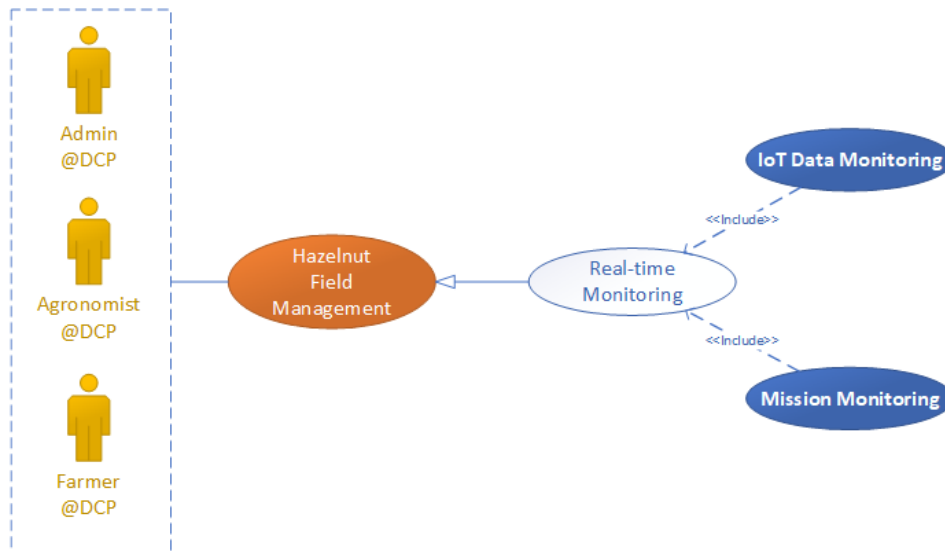 Admin
@DCP
Agronomist
@DCP
Farmer
@DCP
Hazelnut
Field
Management
Real-time
Monitoring
<<Include>>
<<Include>>
IoT Data Monitoring
Mission Monitoring